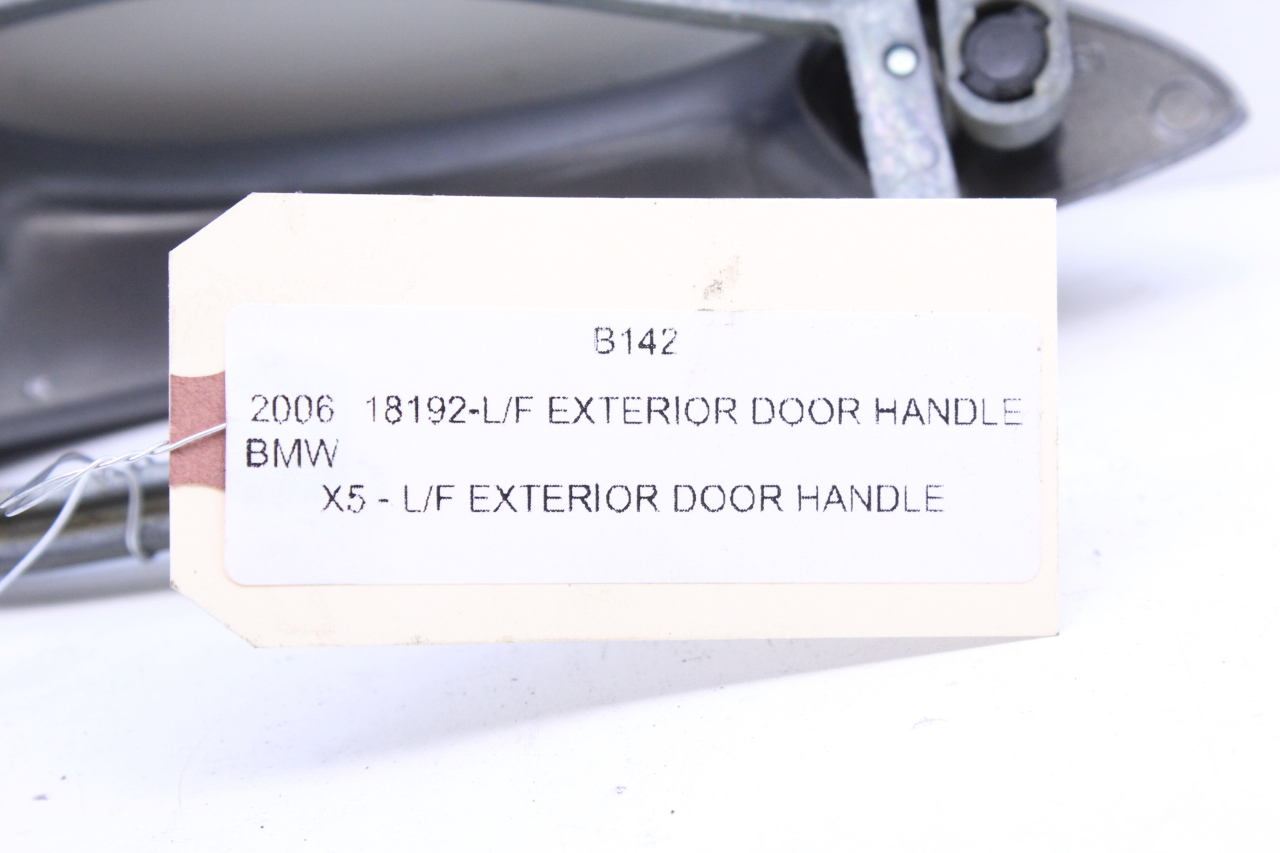 B142
2006 18192-L/F EXTERIOR DOOR HANDLE
BMW
X5 - L/F EXTERIOR DOOR HANDLE